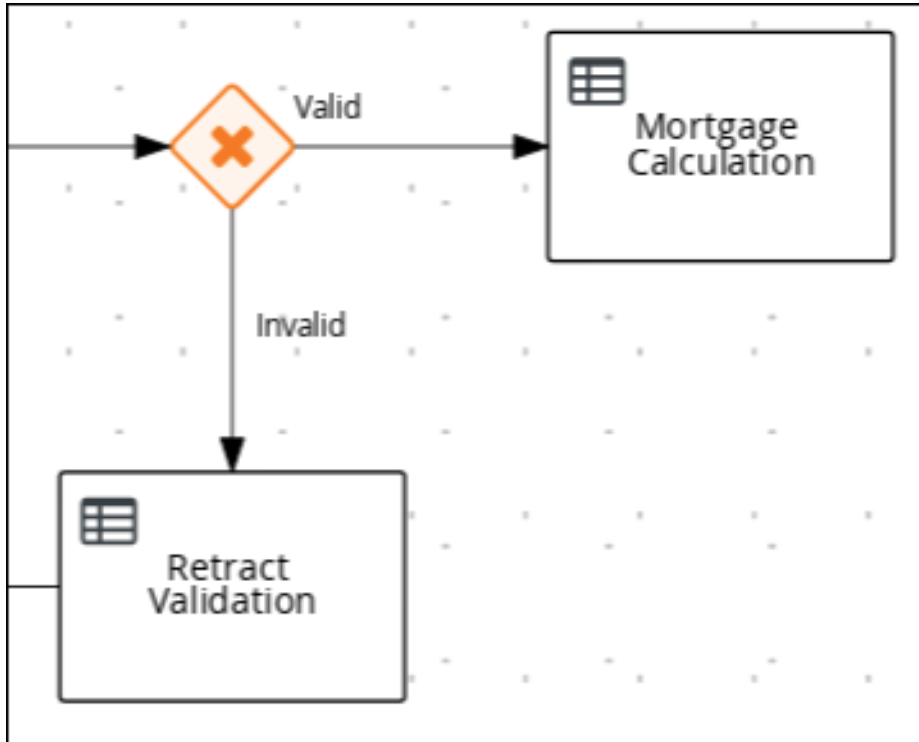 Valid
Mortgage
Calculation
Invalid
Retract
Validation